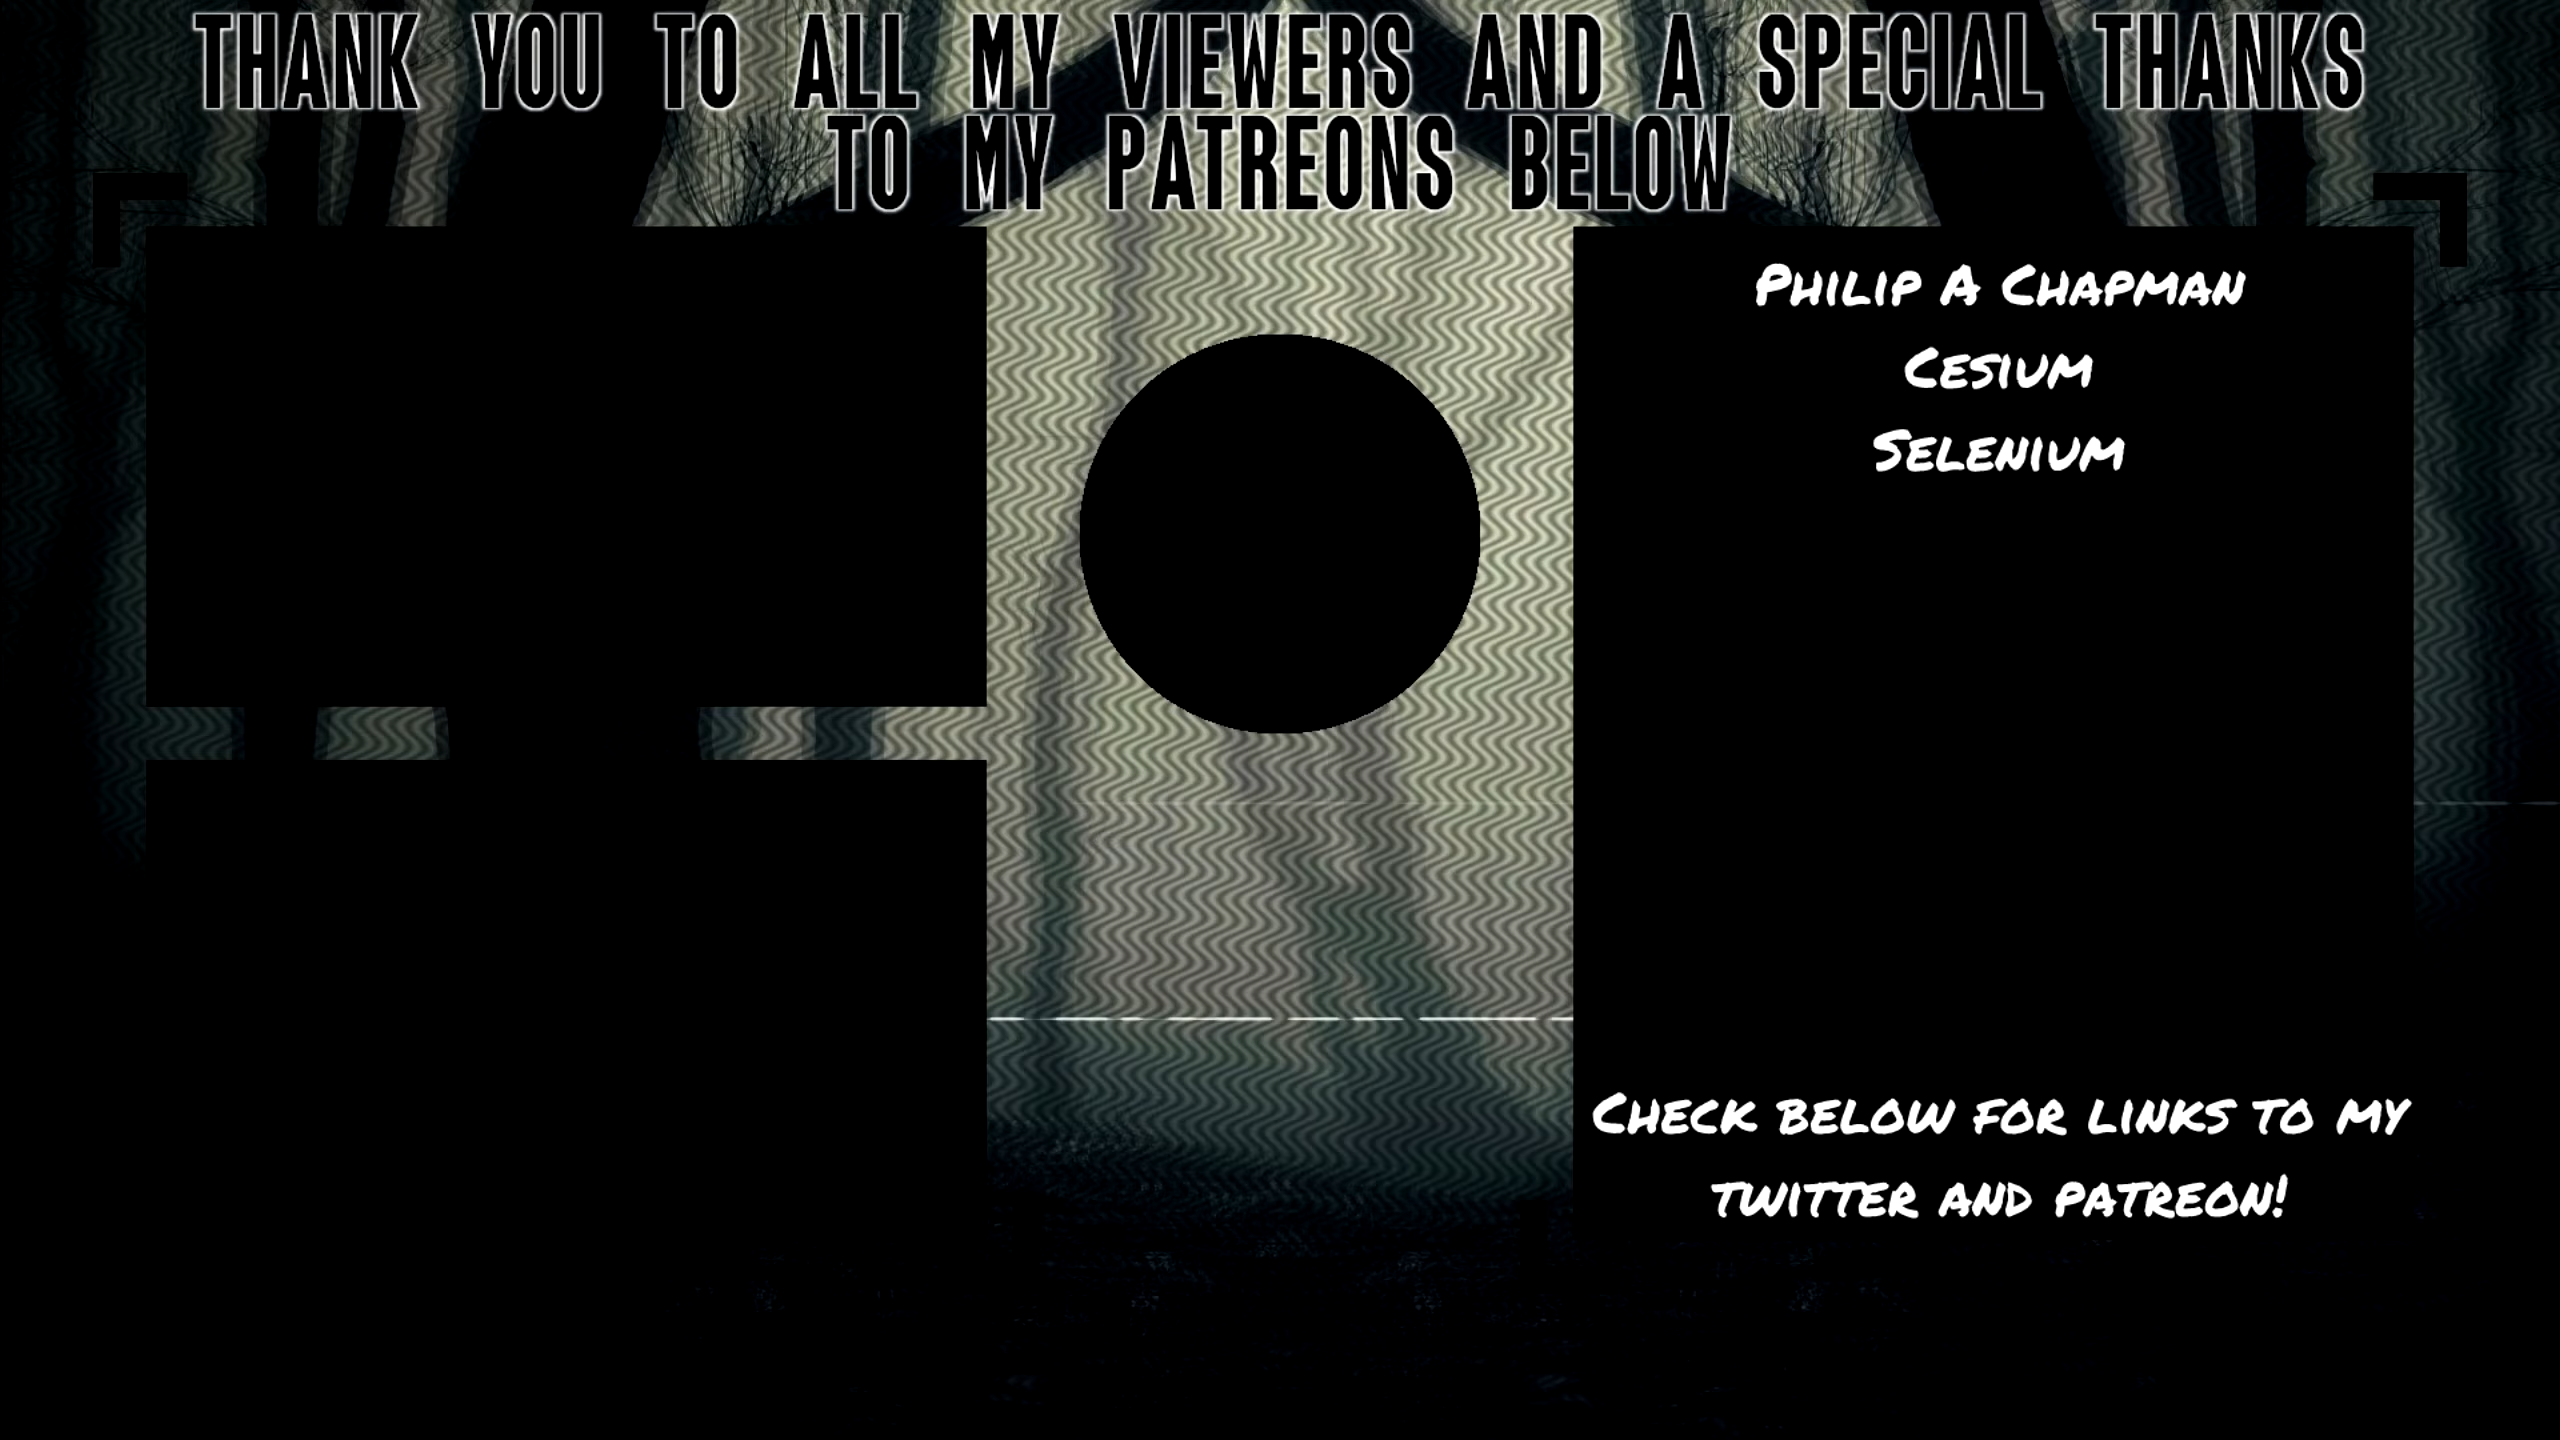 THANK YOU TO ALL MY VIEWERS AND A SPECIAL THANKS
TO MY PATREONS BELOW
Philip A Chapman
Cesium
Selenium
Check below for links to my
twitter and patreon!